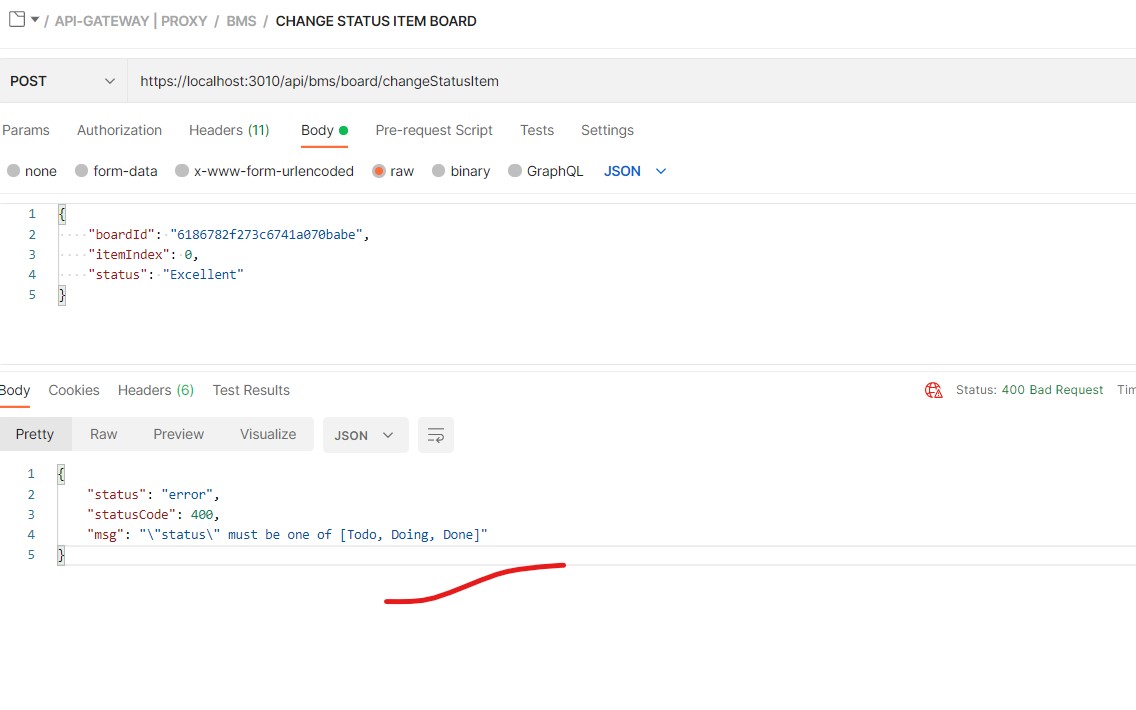 / API-GATEWAY | PROXY / BMS / CHANGE STATUS ITEM BOARD
POST https://localhost:3010/api/bms/board/changeStatusItem
Params Authorization Headers (11) Body Pre-request Script Tests Settings
none form-data x-www-form-urlencoded raw binary GraphQL JSON
1 {
2 "boardId": "6186782f273c6741a070babe",
3 "itemIndex": 0,
4 "status": "Excellent"
5 }
Body Cookies Headers (6) Test Results Status: 400 Bad Request Tim
Pretty Raw Preview Visualize JSON
1 {
2 "status": "error",
3 "statusCode": 400,
4 "msg": "\"status\" must be one of [Todo, Doing, Done]"
5 }